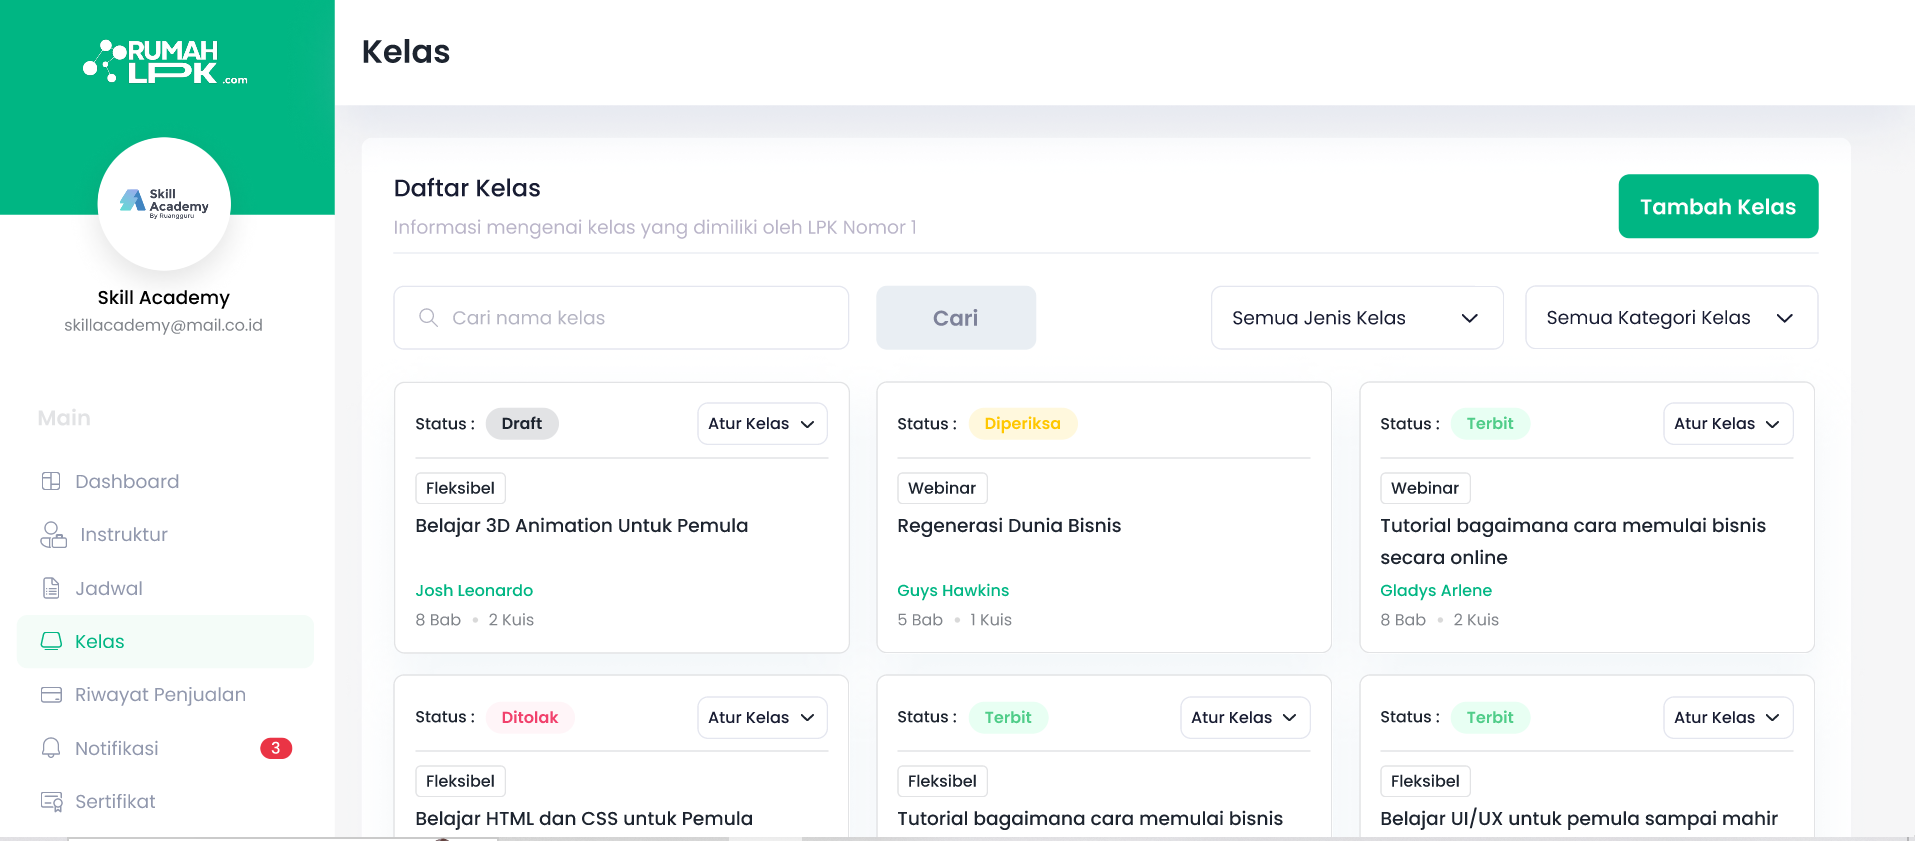 RUMAH
LPK .com
Skill
Academy
By Ruangguru
Skill Academy
skillacademy@mail.co.id
Main
Dashboard
Instruktur
Jadwal
Kelas
Riwayat Penjualan
Notifikasi 3
Sertifikat
Kelas
Daftar Kelas
Informasi mengenai kelas yang dimiliki oleh LPK Nomor 1
Tambah Kelas
Cari nama kelas
Cari
Semua Jenis Kelas
Semua Kategori Kelas
Status : Draft Atur Kelas
Fleksibel
Belajar 3D Animation Untuk Pemula
Josh Leonardo
8 Bab • 2 Kuis
Status : Diperiksa
Webinar
Regenerasi Dunia Bisnis
Guys Hawkins
5 Bab • 1 Kuis
Status : Terbit Atur Kelas
Webinar
Tutorial bagaimana cara memulai bisnis
secara online
Gladys Arlene
8 Bab • 2 Kuis
Status : Ditolak Atur Kelas
Fleksibel
Belajar HTML dan CSS untuk Pemula
Status : Terbit Atur Kelas
Fleksibel
Tutorial bagaimana cara memulai bisnis
Status : Terbit Atur Kelas
Fleksibel
Belajar UI/UX untuk pemula sampai mahir